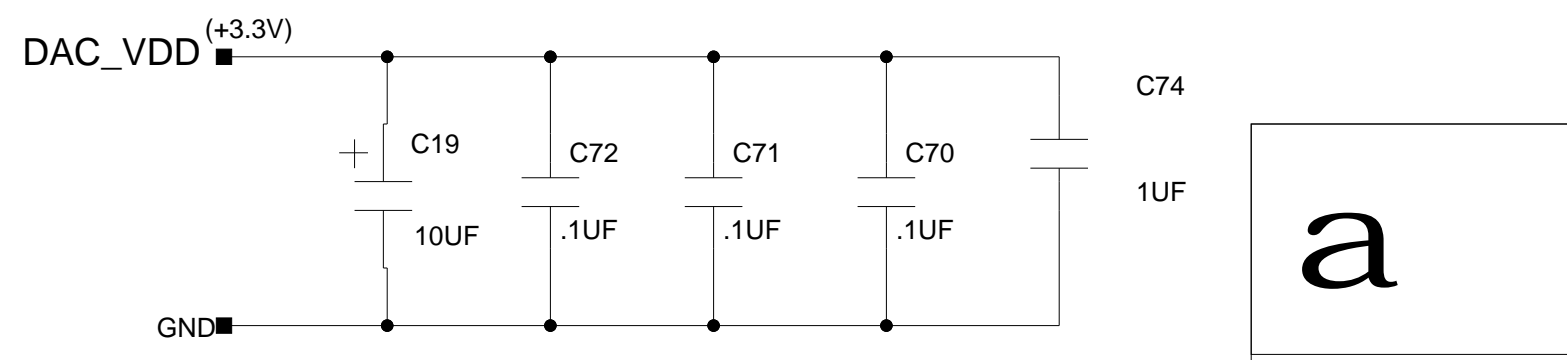 DAC_VDD (+3.3V)
C74
C19
C72
C71
C70
+
1UF
10UF
.1UF
.1UF
.1UF
GND
a